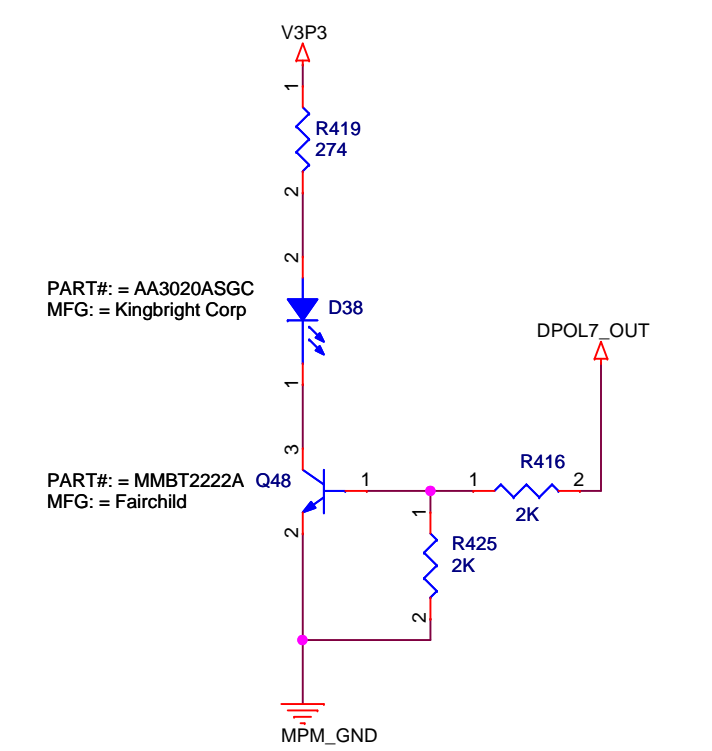 V3P3
1
R419
274
2
2
PART#: = AA3020ASGC
MFG: = Kingbright Corp
D38
DPOL7_OUT
1
3
PART#: = MMBT2222A
MFG: = Fairchild
Q48
1
1
R416
2
2K
2
1
R425
2K
2
MPM_GND